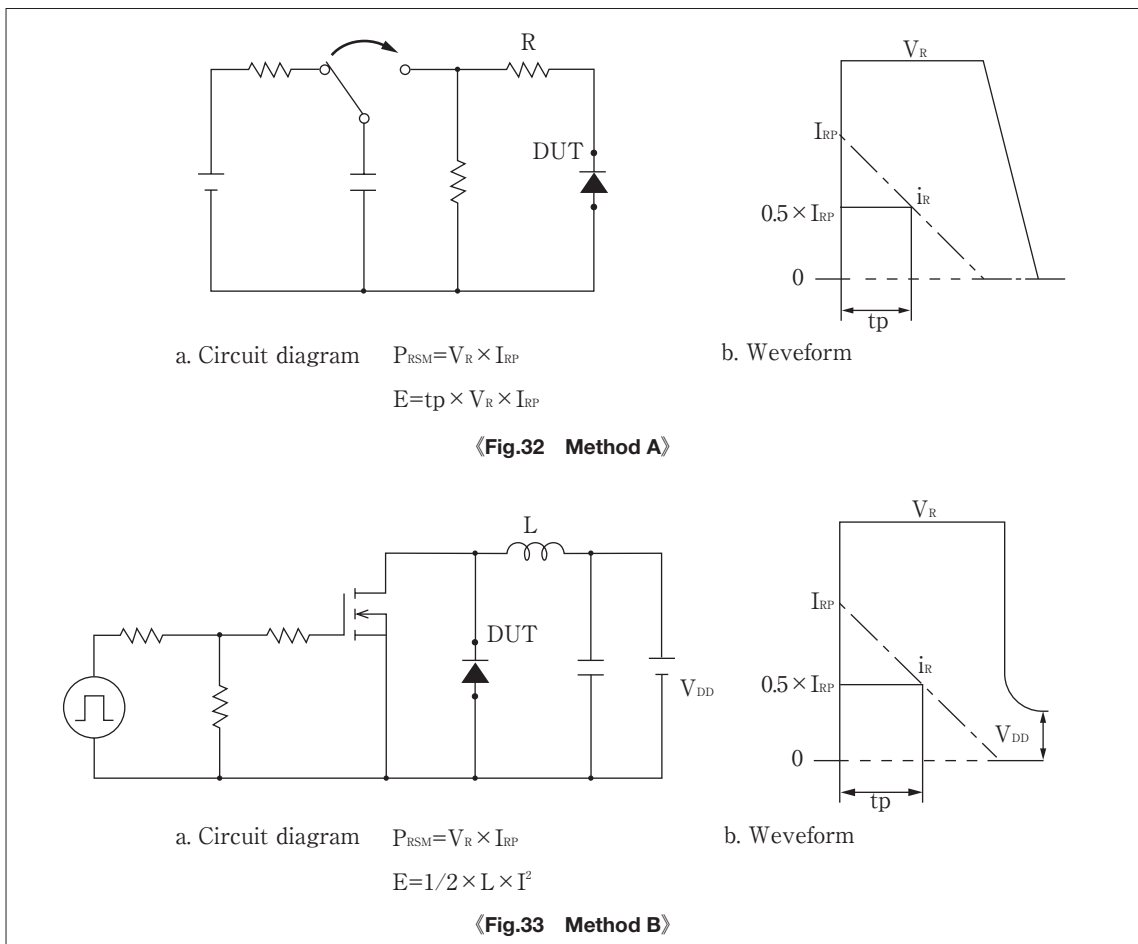 R
DUT
a. Circuit diagram
P_RSM=V_R×I_RP
E=tp×V_R×I_RP
V_R
I_RP
i_R
0.5×I_RP
0
tp
b. Weveform
《Fig.32 Method A》
L
DUT
V_DD
a. Circuit diagram
P_RSM=V_R×I_RP
E=1/2×L×I²
V_R
I_RP
i_R
0.5×I_RP
V_DD
0
tp
b. Weveform
《Fig.33 Method B》